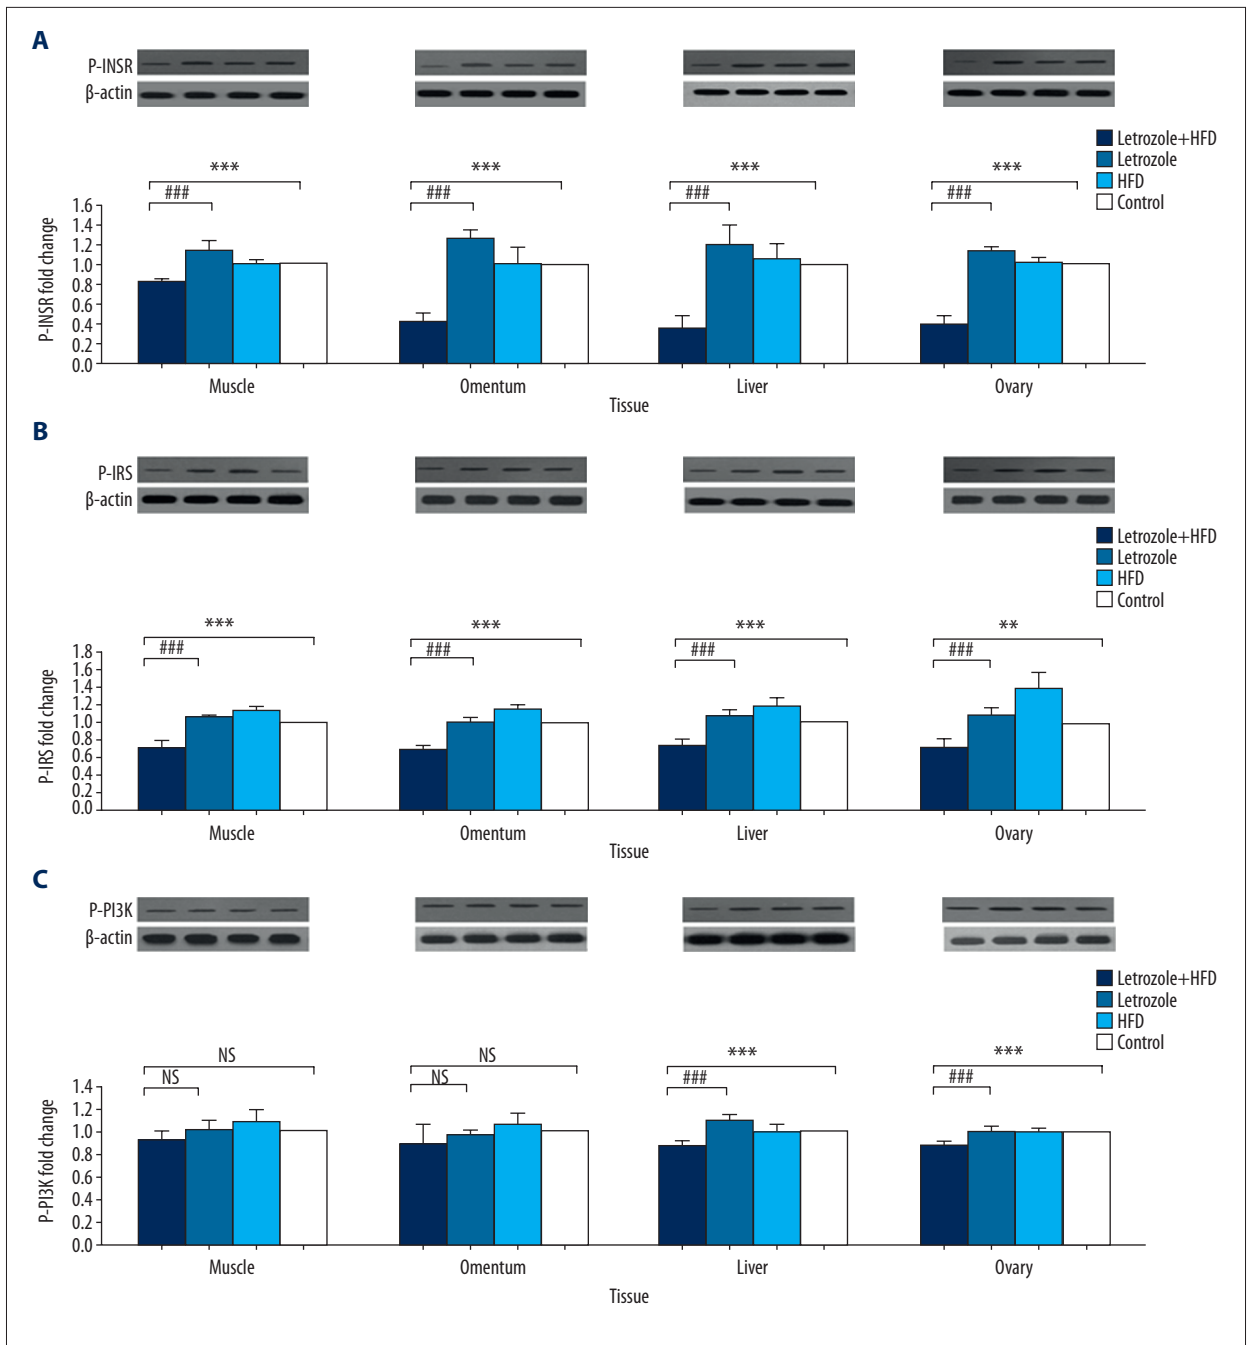 A
P-INSR
β-actin
Letrozole+HFD
Letrozole
HFD
Control
*** *** *** ***
### ### ### ###
P-INSR fold change
1.6
1.4
1.2
1.0
0.8
0.6
0.4
0.2
0.0
Muscle Omentum Liver Ovary
Tissue
B
P-IRS
β-actin
Letrozole+HFD
Letrozole
HFD
Control
*** *** *** **
### ### ### ###
P-IRS fold change
1.8
1.6
1.4
1.2
1.0
0.8
0.6
0.4
0.2
0.0
Muscle Omentum Liver Ovary
Tissue
C
P-PI3K
β-actin
Letrozole+HFD
Letrozole
HFD
Control
NS NS *** ***
NS NS ### ###
P-PI3K fold change
1.4
1.2
1.0
0.8
0.6
0.4
0.2
0.0
Muscle Omentum Liver Ovary
Tissue